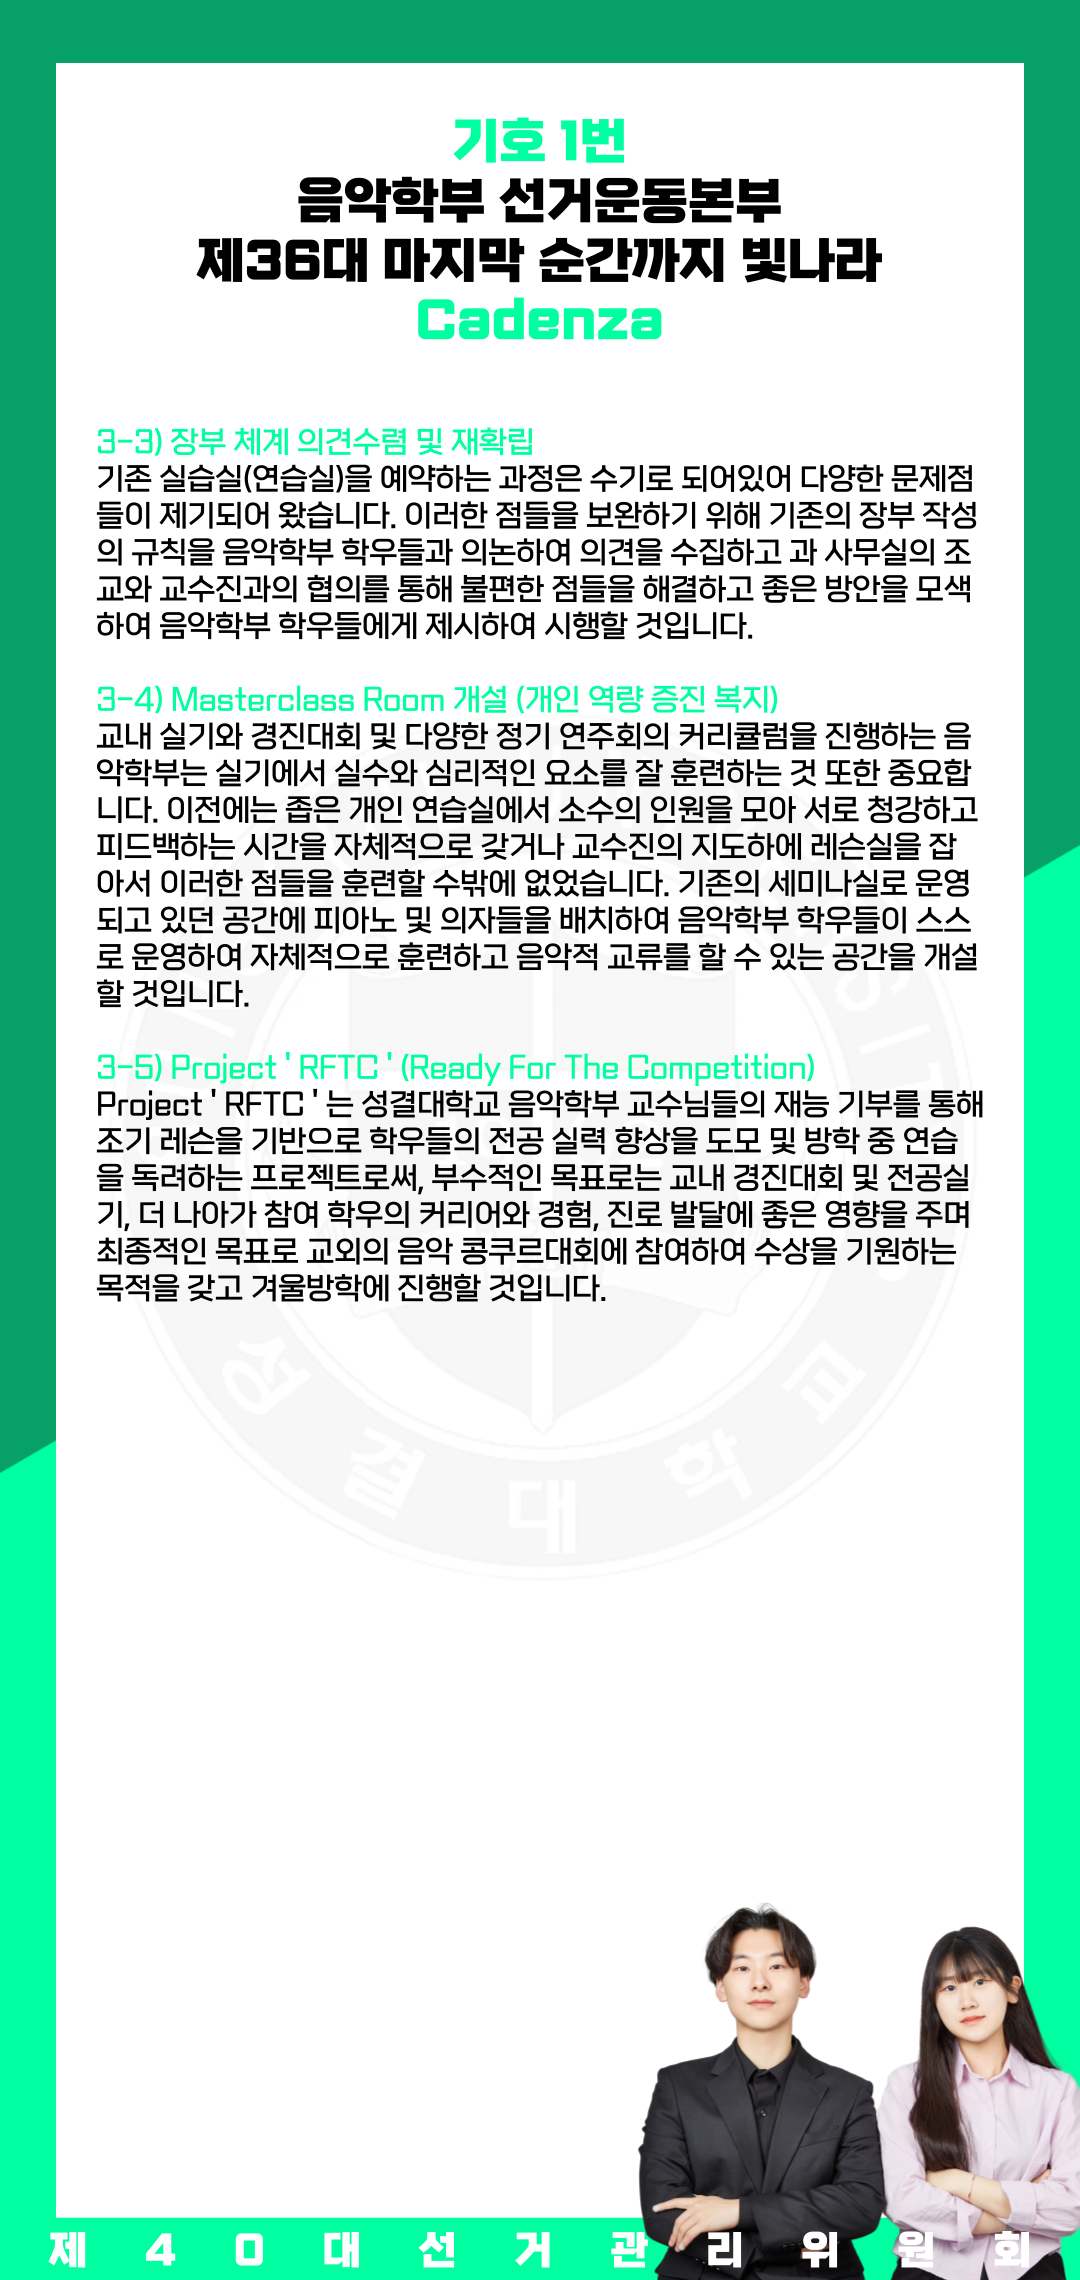 기호 1번
음악학부 선거운동본부
제36대 마지막 순간까지 빛나라
Cadenza
3-3) 장부 체계 의견수렴 및 재확립
기존 실습실(연습실)을 예약하는 과정은 수기로 되어있어 다양한 문제점
들이 제기되어 왔습니다. 이러한 점들을 보완하기 위해 기존의 장부 작성
의 규칙을 음악학부 학우들과 의논하여 의견을 수집하고 과 사무실의 조
교와 교수진과의 협의를 통해 불편한 점들을 해결하고 좋은 방안을 모색
하여 음악학부 학우들에게 제시하여 시행할 것입니다.
3-4) Masterclass Room 개설 (개인 역량 증진 복지)
교내 실기와 경진대회 및 다양한 정기 연주회의 커리큘럼을 진행하는 음
악학부는 실기에서 실수와 심리적인 요소를 잘 훈련하는 것 또한 중요합
니다. 이전에는 좁은 개인 연습실에서 소수의 인원을 모아 서로 청강하고
피드백하는 시간을 자체적으로 갖거나 교수진의 지도하에 레슨실을 잡
아서 이러한 점들을 훈련할 수밖에 없었습니다. 기존의 세미나실로 운영
되고 있던 공간에 피아노 및 의자들을 배치하여 음악학부 학우들이 스스
로 운영하여 자체적으로 훈련하고 음악적 교류를 할 수 있는 공간을 개설
할 것입니다.
3-5) Project ' RFTC ' (Ready For The Competition)
Project ' RFTC ' 는 성결대학교 음악학부 교수님들의 재능 기부를 통해
조기 레슨을 기반으로 학우들의 전공 실력 향상을 도모 및 방학 중 연습
을 독려하는 프로젝트로써, 부수적인 목표로는 교내 경진대회 및 전공실
기, 더 나아가 참여 학우의 커리어와 경험, 진로 발달에 좋은 영향을 주며
최종적인 목표로 교외의 음악 콩쿠르대회에 참여하여 수상을 기원하는
목적을 갖고 겨울방학에 진행할 것입니다.
성결대학교
제40대선거관리위원회